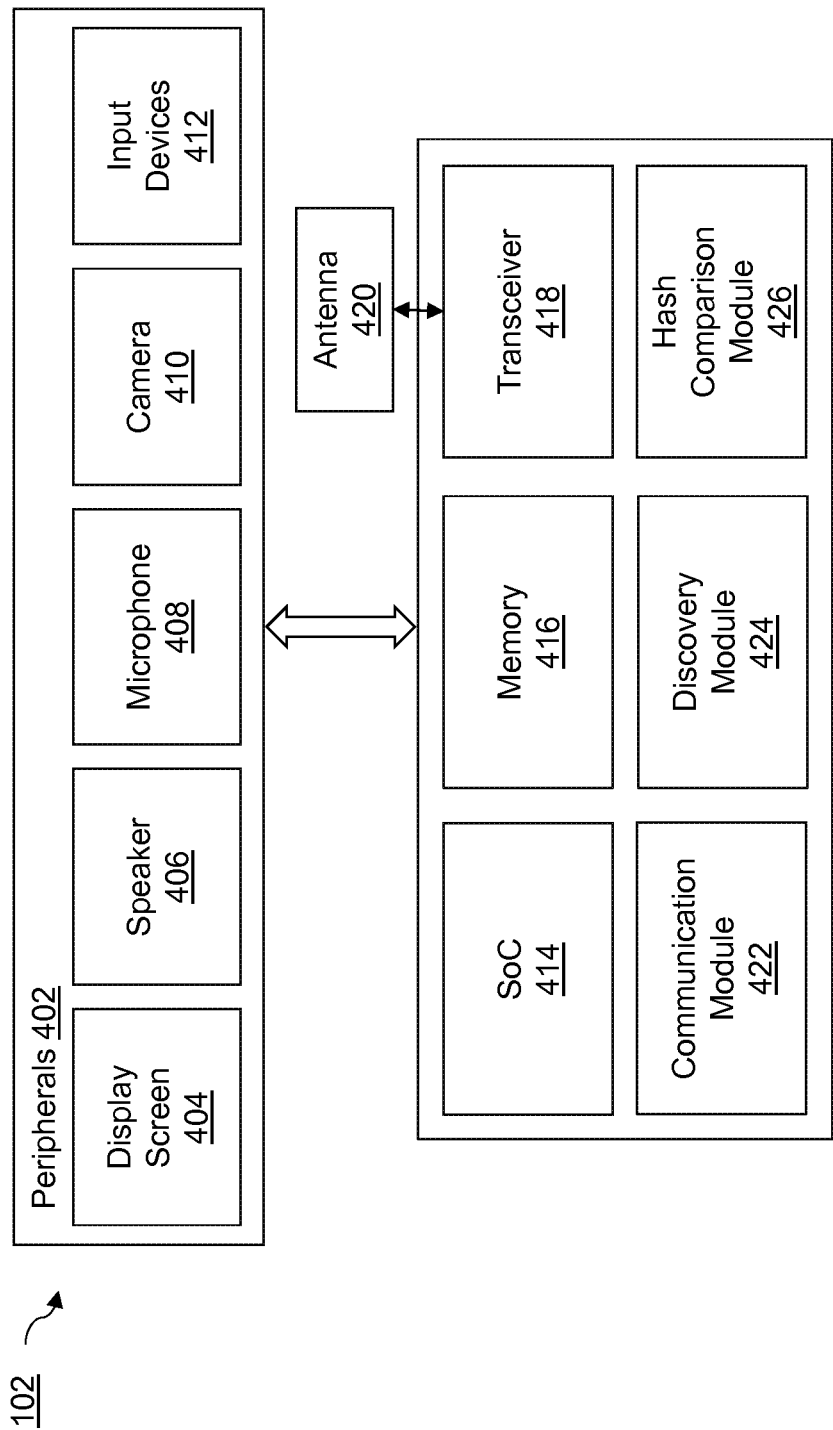 102
Peripherals 402
Display
Screen
404
Speaker
406
Microphone
408
Camera
410
Input
Devices
412
Antenna
420
SoC
414
Memory
416
Transceiver
418
Communication
Module
422
Discovery
Module
424
Hash
Comparison
Module
426